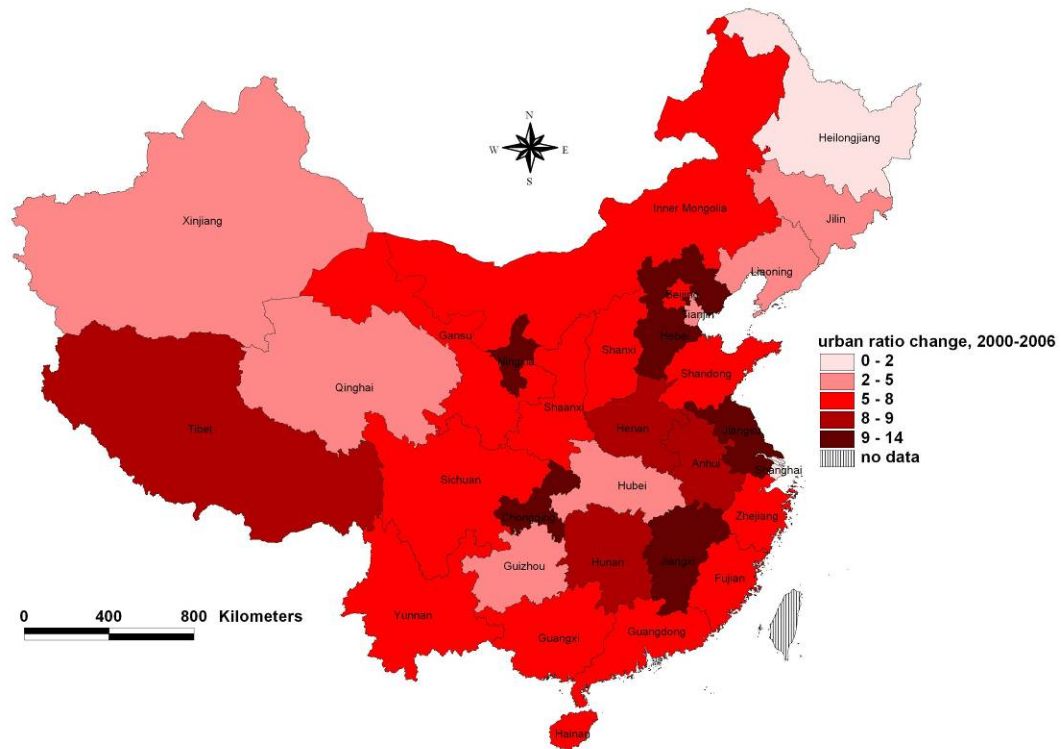 N
W E
S
Heilongjiang
Xinjiang
Inner Mongolia
Jilin
Liaoning
Beijing
Tianjin
Gansu
Hebei
urban ratio change, 2000-2006
0 - 2
2 - 5
5 - 8
8 - 9
9 - 14
no data
Ningxia
Shanxi
Shandong
Qinghai
Shaanxi
Tibet
Henan
Jiangsu
Anhui
Shanghai
Sichuan
Hubei
Chongqing
Zhejiang
Guizhou
Hunan
Jiangxi
Fujian
Yunnan
Guangxi
Guangdong
Hainan
0 400 800 Kilometers